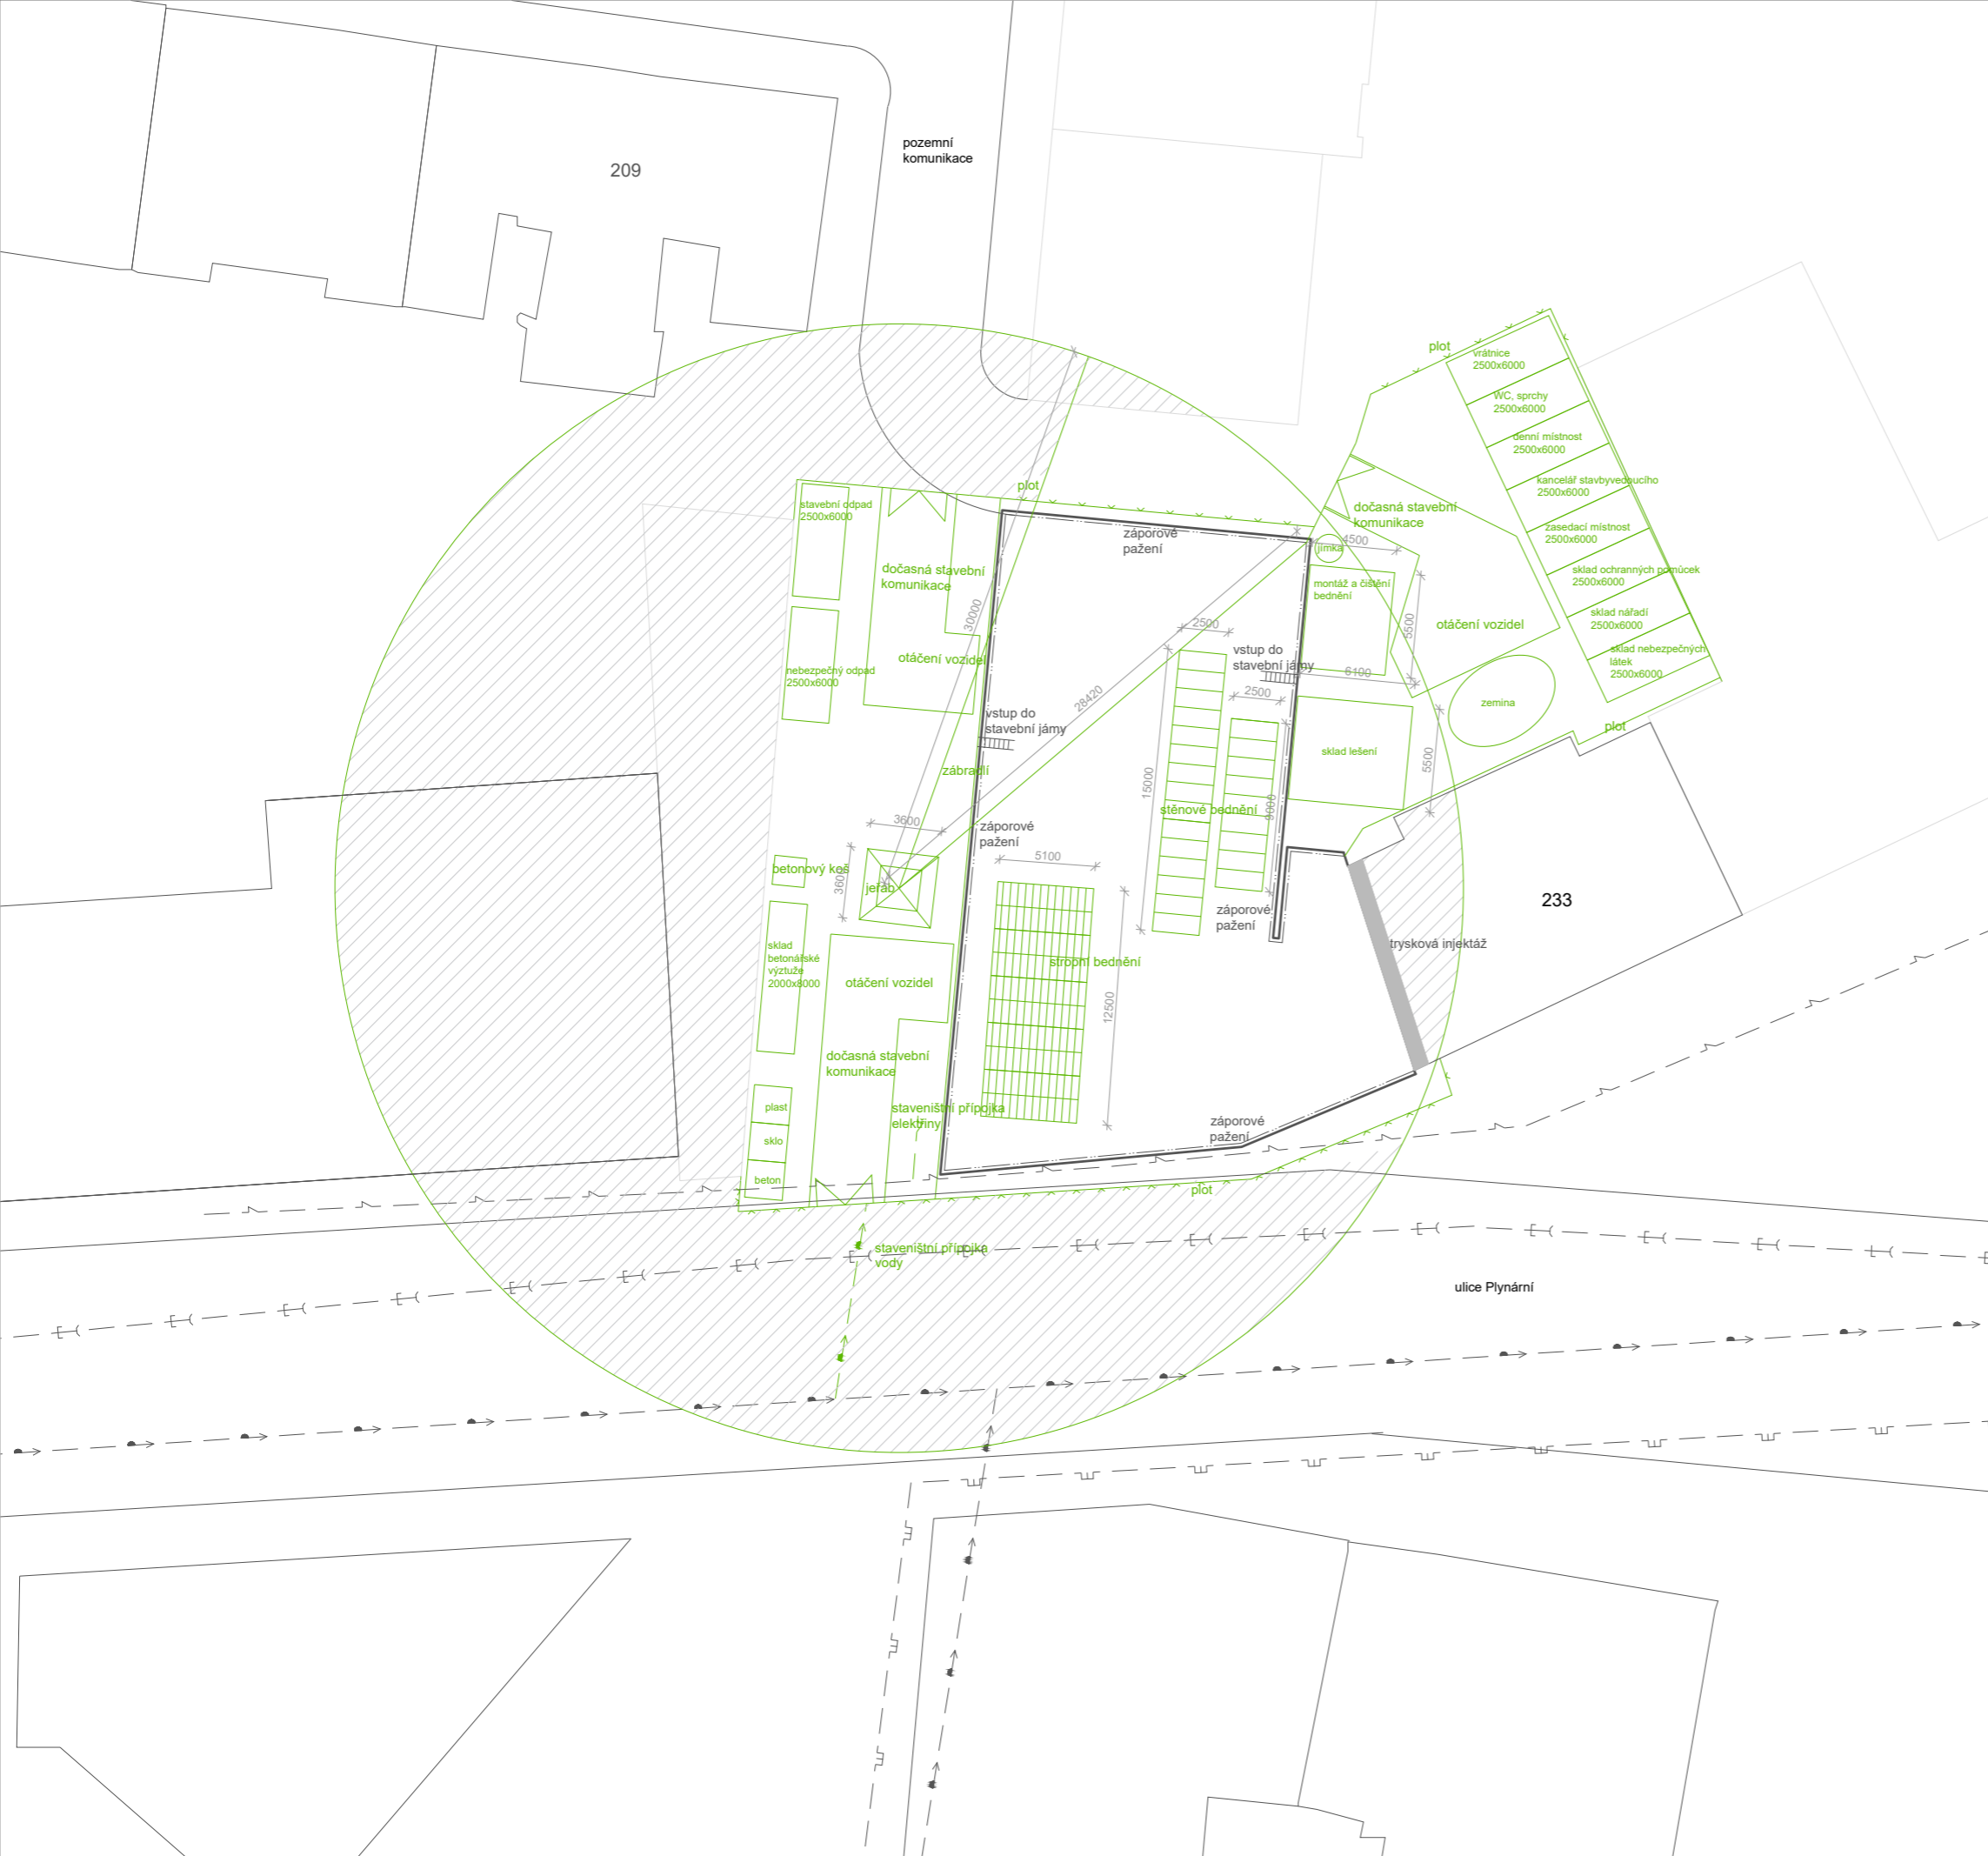 pozemní
komunikace
209
plot
vrátnice
2500x6000
WC, sprchy
2500x6000
denní místnost
2500x6000
kancelář stavbyvedoucího
2500x6000
zasedací místnost
2500x6000
sklad ochranných pomůcek
2500x6000
sklad nářadí
2500x6000
sklad nebezpečných
látek
2500x6000
plot
stavební odpad
2500x6000
dočasná stavební
komunikace
záporové
pažení
jímka
4500
dočasná stavební
komunikace
montáž a čištění
bednění
30000
2500
5500
otáčení vozidel
otáčení vozidel
nebezpečný odpad
2500x6000
vstup do
stavební jámy
6100
2500
28420
zemina
vstup do
stavební jámy
plot
sklad lešení
5500
zábradlí
15000
stěnové bednění
9000
3600
záporové
pažení
5100
betonový koš
3600
jeřáb
233
záporové
pažení
trysková injektáž
sklad
betonářské
výztuže
2000x8000
stropní bednění
otáčení vozidel
12500
dočasná stavební
komunikace
plast
staveništní přípojka
elektřiny
sklo
záporové
pažení
beton
plot
staveništní přípojka
vody
ulice Plynární